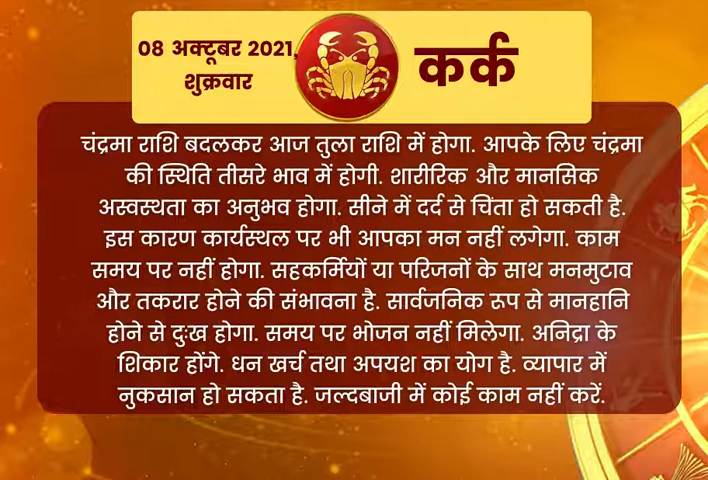 08 अक्टूबर 2021,
शुक्रवार
कर्क
चंद्रमा राशि बदलकर आज तुला राशि में होगा. आपके लिए चंद्रमा
की स्थिति तीसरे भाव में होगी. शारीरिक और मानसिक
अस्वस्थता का अनुभव होगा. सीने में दर्द से चिंता हो सकती है.
इस कारण कार्यस्थल पर भी आपका मन नहीं लगेगा. काम
समय पर नहीं होगा. सहकर्मियों या परिजनों के साथ मनमुटाव
और तकरार होने की संभावना है. सार्वजनिक रूप से मानहानि
होने से दुःख होगा. समय पर भोजन नहीं मिलेगा. अनिद्रा के
शिकार होंगे. धन खर्च तथा अपयश का योग है. व्यापार में
नुकसान हो सकता है. जल्दबाजी में कोई काम नहीं करें.